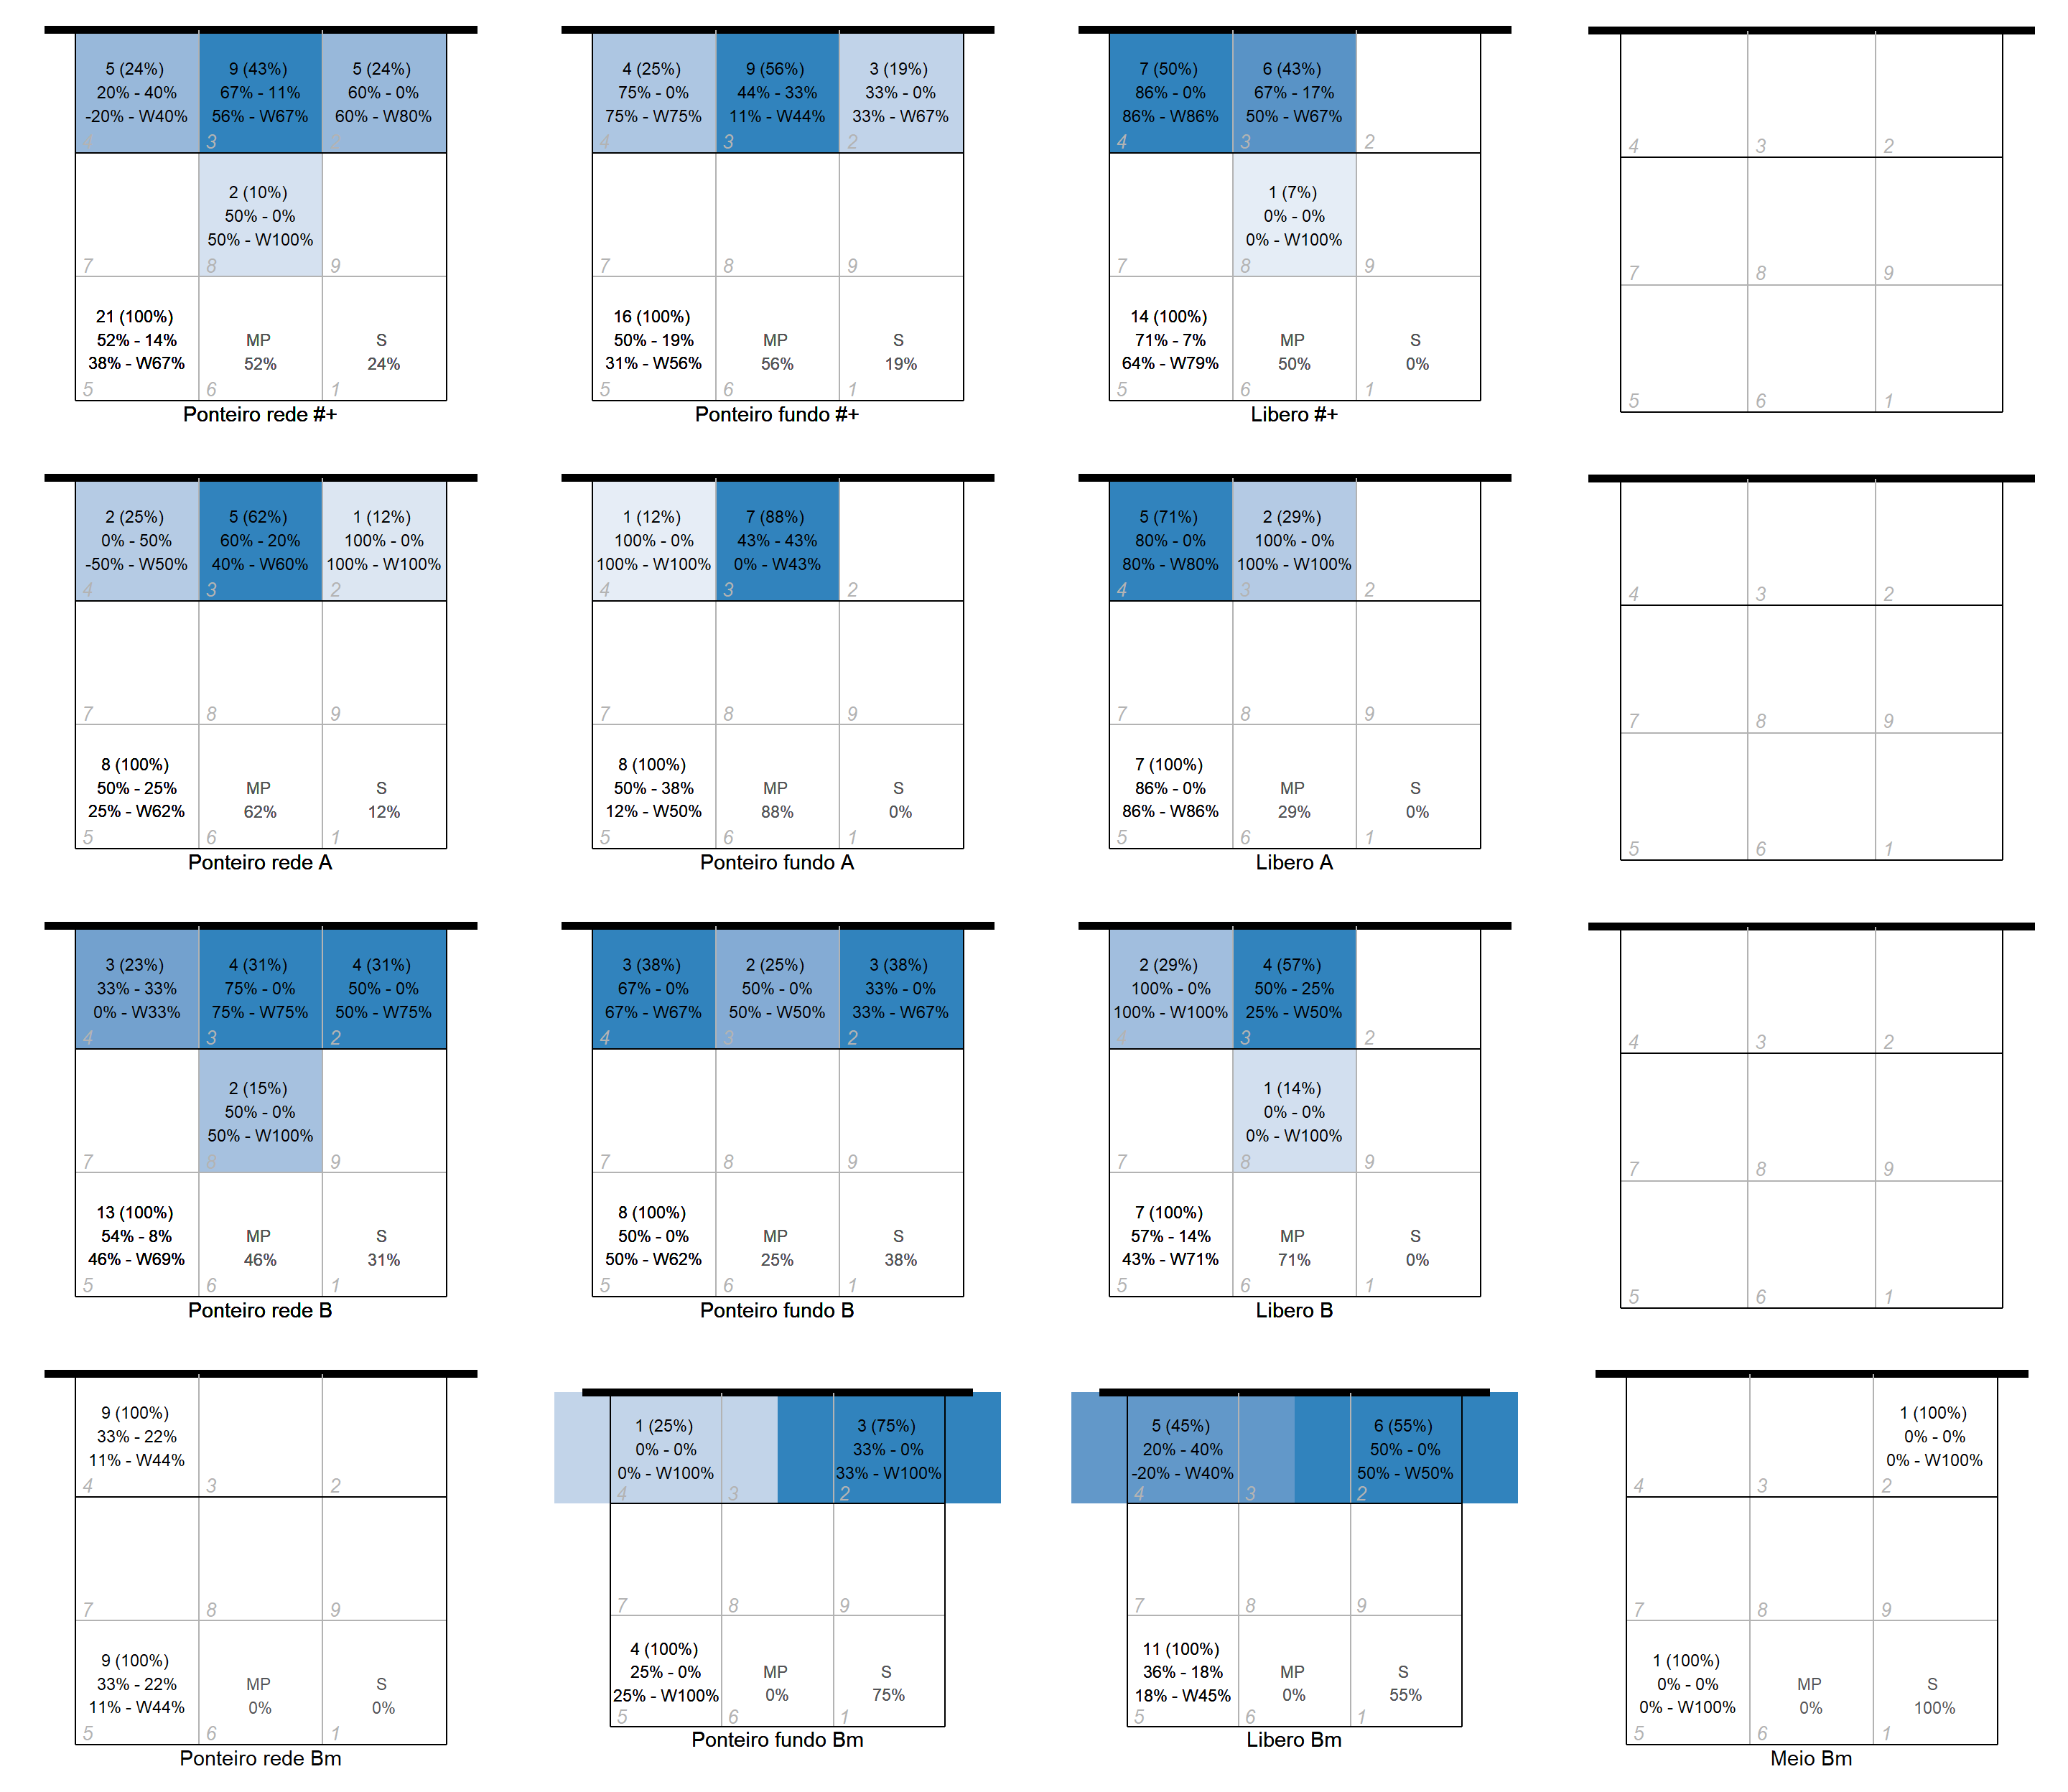 5 (24%)
20% - 40%
-20% - W40%
4
9 (43%)
67% - 11%
56% - W67%
3
5 (24%)
60% - 0%
60% - W80%
7
2 (10%)
50% - 0%
50% - W100%
8
9
21 (100%)
52% - 14%
38% - W67%
5
MP
52%
6
S
24%
1
Ponteiro rede #+
4 (25%)
75% - 0%
75% - W75%
4
9 (56%)
44% - 33%
11% - W44%
3
3 (19%)
33% - 0%
33% - W67%
2
7
8
9
16 (100%)
50% - 19%
31% - W56%
5
MP
56%
6
S
19%
1
Ponteiro fundo #+
7 (50%)
86% - 0%
86% - W86%
4
6 (43%)
67% - 17%
50% - W67%
3
2
7
1 (7%)
0% - 0%
0% - W100%
8
9
14 (100%)
71% - 7%
64% - W79%
5
MP
50%
6
S
0%
1
Libero #+
4
3
2
7
8
9
5
6
1
2 (25%)
0% - 50%
-50% - W50%
4
5 (62%)
60% - 20%
40% - W60%
3
1 (12%)
100% - 0%
100% - W100%
2
7
8
9
8 (100%)
50% - 25%
25% - W62%
5
MP
62%
6
S
12%
1
Ponteiro rede A
1 (12%)
100% - 0%
100% - W100%
4
7 (88%)
43% - 43%
0% - W43%
3
2
7
8
9
8 (100%)
50% - 38%
12% - W50%
5
MP
88%
6
S
0%
1
Ponteiro fundo A
5 (71%)
80% - 0%
80% - W80%
4
2 (29%)
100% - 0%
100% - W100%
3
2
7
8
9
7 (100%)
86% - 0%
86% - W86%
5
MP
29%
6
S
0%
1
Libero A
4
3
2
7
8
9
5
6
1
3 (23%)
33% - 33%
0% - W33%
4
4 (31%)
75% - 0%
75% - W75%
3
4 (31%)
50% - 0%
50% - W75%
2
7
2 (15%)
50% - 0%
50% - W100%
8
9
13 (100%)
54% - 8%
46% - W69%
5
MP
46%
6
S
31%
1
Ponteiro rede B
3 (38%)
67% - 0%
67% - W67%
4
2 (25%)
50% - 0%
50% - W50%
3
3 (38%)
33% - 0%
33% - W67%
2
7
8
9
8 (100%)
50% - 0%
50% - W62%
5
MP
25%
6
S
38%
1
Ponteiro fundo B
2 (29%)
100% - 0%
100% - W100%
4
4 (57%)
50% - 25%
25% - W50%
3
2
7
1 (14%)
0% - 0%
0% - W100%
8
9
7 (100%)
57% - 14%
43% - W71%
5
MP
71%
6
S
0%
1
Libero B
4
3
2
7
8
9
5
6
1
9 (100%)
33% - 22%
11% - W44%
4
3
2
7
8
9
9 (100%)
33% - 22%
11% - W44%
5
MP
0%
6
S
0%
1
Ponteiro rede Bm
1 (25%)
0% - 0%
0% - W100%
4
3
3 (75%)
33% - 0%
33% - W100%
2
7
8
9
4 (100%)
25% - 0%
25% - W100%
5
MP
0%
6
S
75%
1
Ponteiro fundo Bm
5 (45%)
20% - 40%
-20% - W40%
4
3
6 (55%)
50% - 0%
50% - W50%
2
7
8
9
11 (100%)
36% - 18%
18% - W45%
5
MP
0%
6
S
55%
1
Libero Bm
4
3
1 (100%)
0% - 0%
0% - W100%
2
7
8
9
1 (100%)
0% - 0%
0% - W100%
5
MP
0%
6
S
100%
1
Meio Bm